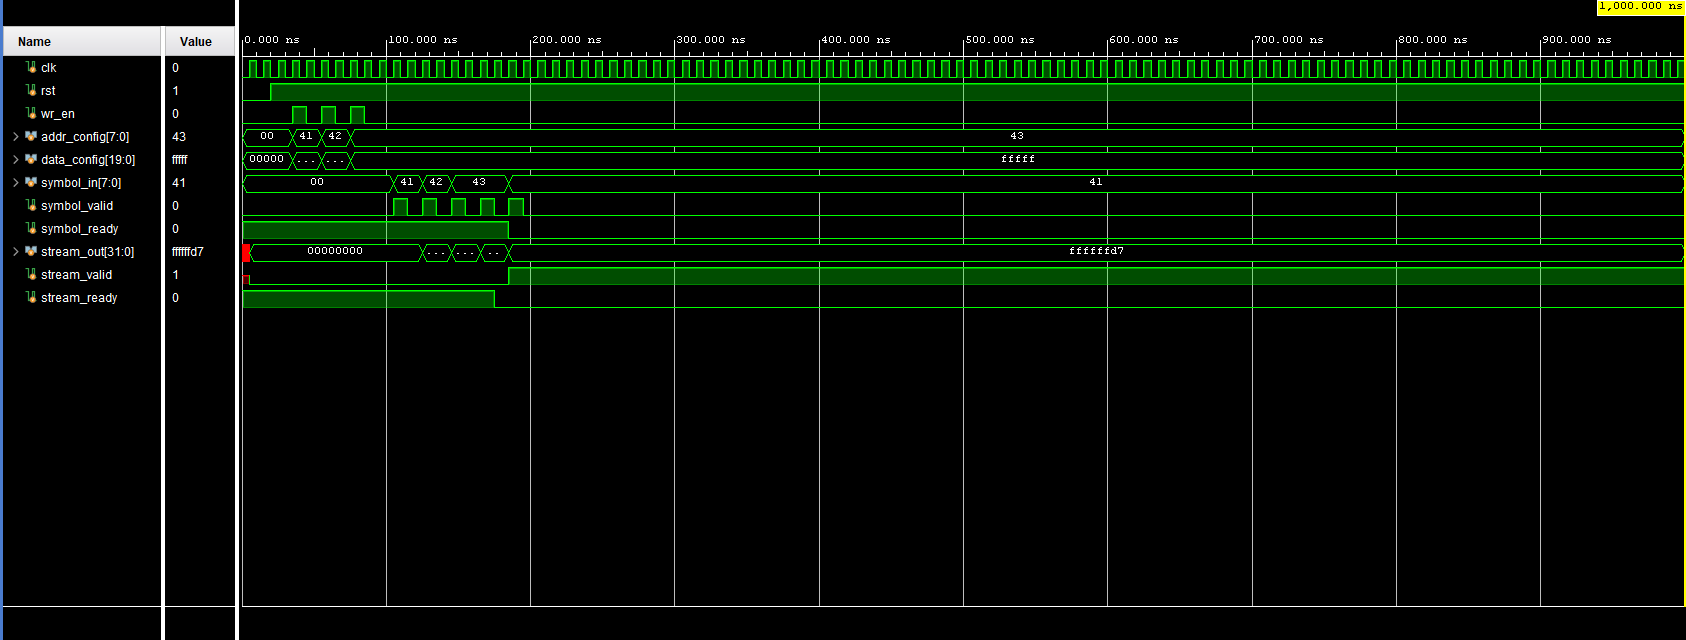 1,000.000 ns
Name Value 0.000 ns 100.000 ns 200.000 ns 300.000 ns 400.000 ns 500.000 ns 600.000 ns 700.000 ns 800.000 ns 900.000 ns
clk 0
rst 1
wr_en 0
addr_config[7:0] 43 00 41 42 43
data_config[19:0] fffff 00000 ... ... fffff
symbol_in[7:0] 41 00 41 42 43 41
symbol_valid 0
symbol_ready 0
stream_out[31:0] ffffffd7 00000000 ... ... .. ffffffd7
stream_valid 1
stream_ready 0